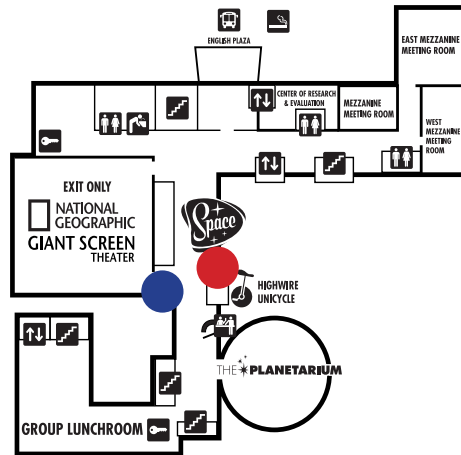 ENGLISH PLAZA
EAST MEZZANINE
MEETING ROOM
CENTER OF RESEARCH
& EVALUATION
MEZZANINE
MEETING ROOM
WEST
MEZZANINE
MEETING
ROOM
EXIT ONLY
NATIONAL
GEOGRAPHIC
GIANT SCREEN
THEATER
Space
HIGHWIRE
UNICYCLE
THE PLANETARIUM
GROUP LUNCHROOM